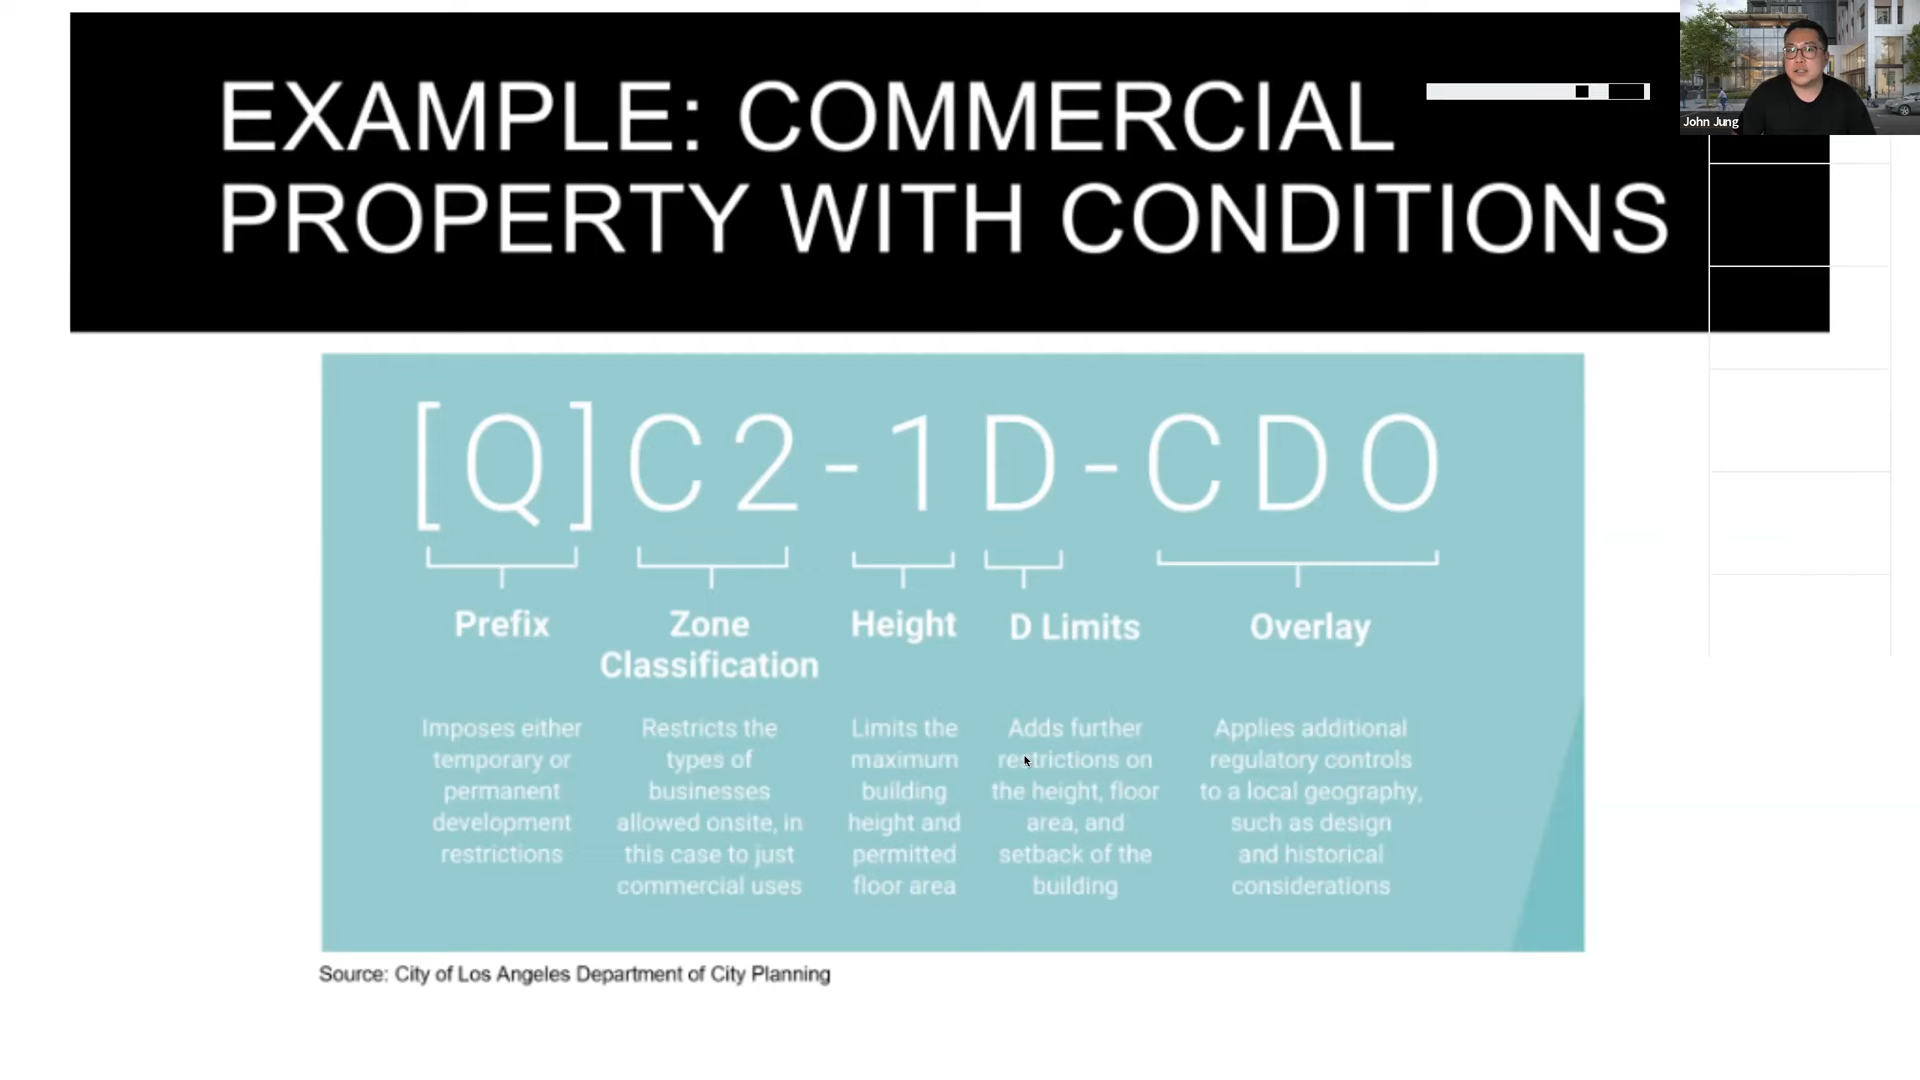 EXAMPLE: COMMERCIAL
PROPERTY WITH CONDITIONS
John Jung
[Q]C2-1D-CDO
Prefix
Imposes either
temporary or
permanent
development
restrictions
Zone
Classification
Restricts the
types of
businesses
allowed onsite, in
this case to just
commercial uses
Height
Limits the
maximum
building
height and
permitted
floor area
D Limits
Adds further
restrictions on
the height, floor
area, and
setback of the
building
Overlay
Applies additional
regulatory controls
to a local geography,
such as design
and historical
considerations
Source: City of Los Angeles Department of City Planning